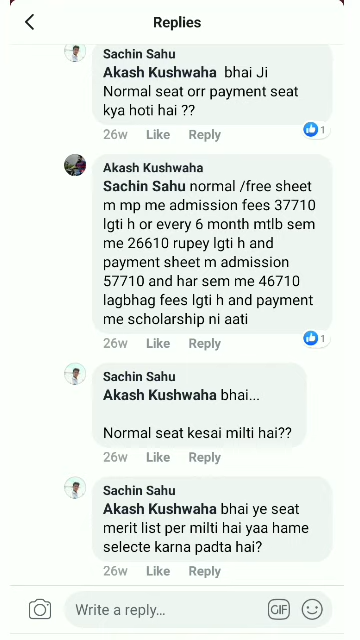 Replies
Sachin Sahu
Akash Kushwaha bhai Ji
Normal seat orr payment seat
kya hoti hai ??
26w Like Reply 1
Akash Kushwaha
Sachin Sahu normal /free sheet
m mp me admission fees 37710
lgti h or every 6 month mtlb sem
me 26610 rupey lgti h and
payment sheet m admission
57710 and har sem me 46710
lagbhag fees lgti h and payment
me scholarship ni aati
26w Like Reply 1
Sachin Sahu
Akash Kushwaha bhai...
Normal seat kesai milti hai??
26w Like Reply
Sachin Sahu
Akash Kushwaha bhai ye seat
merit list per milti hai yaa hame
selecte karna padta hai?
26w Like Reply
Write a reply... GIF